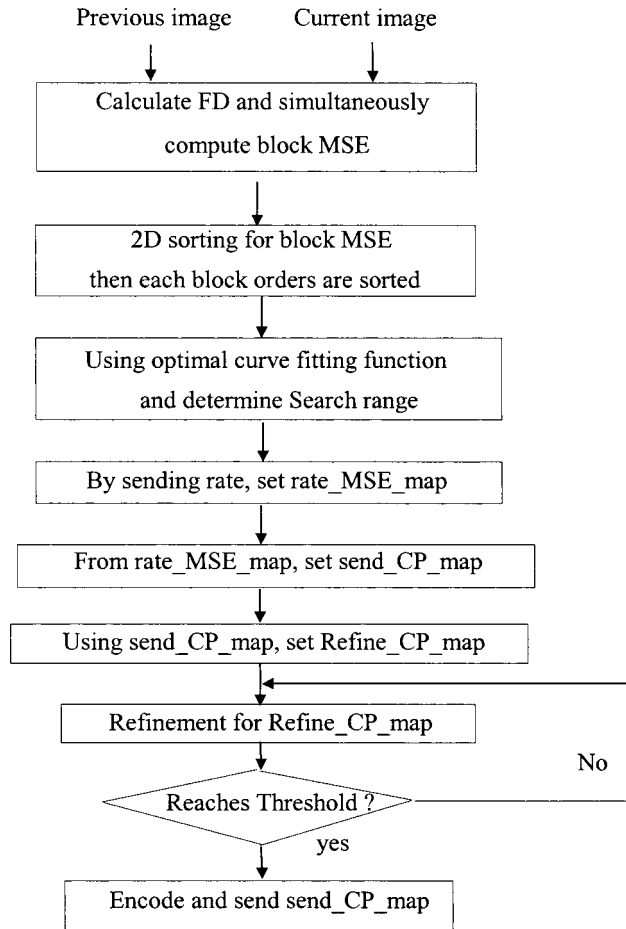 Previous image
Current image
Calculate FD and simultaneously
compute block MSE
2D sorting for block MSE
then each block orders are sorted
Using optimal curve fitting function
and determine Search range
By sending rate, set rate_MSE_map
From rate_MSE_map, set send_CP_map
Using send_CP_map, set Refine_CP_map
Refinement for Refine_CP_map
No
Reaches Threshold ?
yes
Encode and send send_CP_map